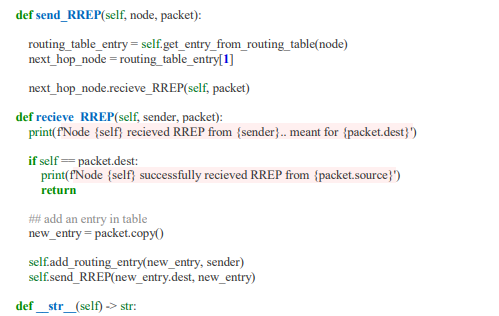 def send_RREP(self, node, packet):
routing_table_entry = self.get_entry_from_routing_table(node)
next_hop_node = routing_table_entry[1]
next_hop_node.recieve_RREP(self, packet)
def recieve_RREP(self, sender, packet):
print(f'Node {self} recieved RREP from {sender}.. meant for {packet.dest}')
if self == packet.dest:
print(f'Node {self} successfully recieved RREP from {packet.source}')
return
## add an entry in table
new_entry = packet.copy()
self.add_routing_entry(new_entry, sender)
self.send_RREP(new_entry.dest, new_entry)
def __str__(self) -> str: